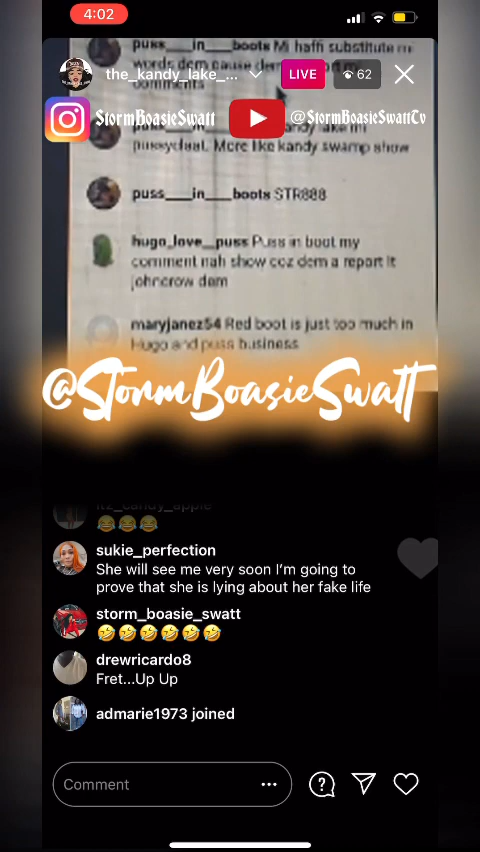 4:02
puss___in___boots Mi haffi substitute
words dem cause
the_kandy_lake_...
LIVE
62
comments
StormBoasieSwatt
@StormBoasieSwattTv
pussyclaat. More like kandy swamp show
puss___in___boots STR888
hugo_love__puss Puss in boot my
comment nah show coz dem a report it
johncrow dem
maryjanez54 Red boot is just too much in
Hugo and puss business
@StormBoasieSwatt
itz_candy_apple
😂😂😂
sukie_perfection
She will see me very soon I'm going to
prove that she is lying about her fake life
storm_boasie_swatt
🤣🤣🤣🤣🤣🤣
drewricardo8
Fret...Up Up
admarie1973 joined
Comment